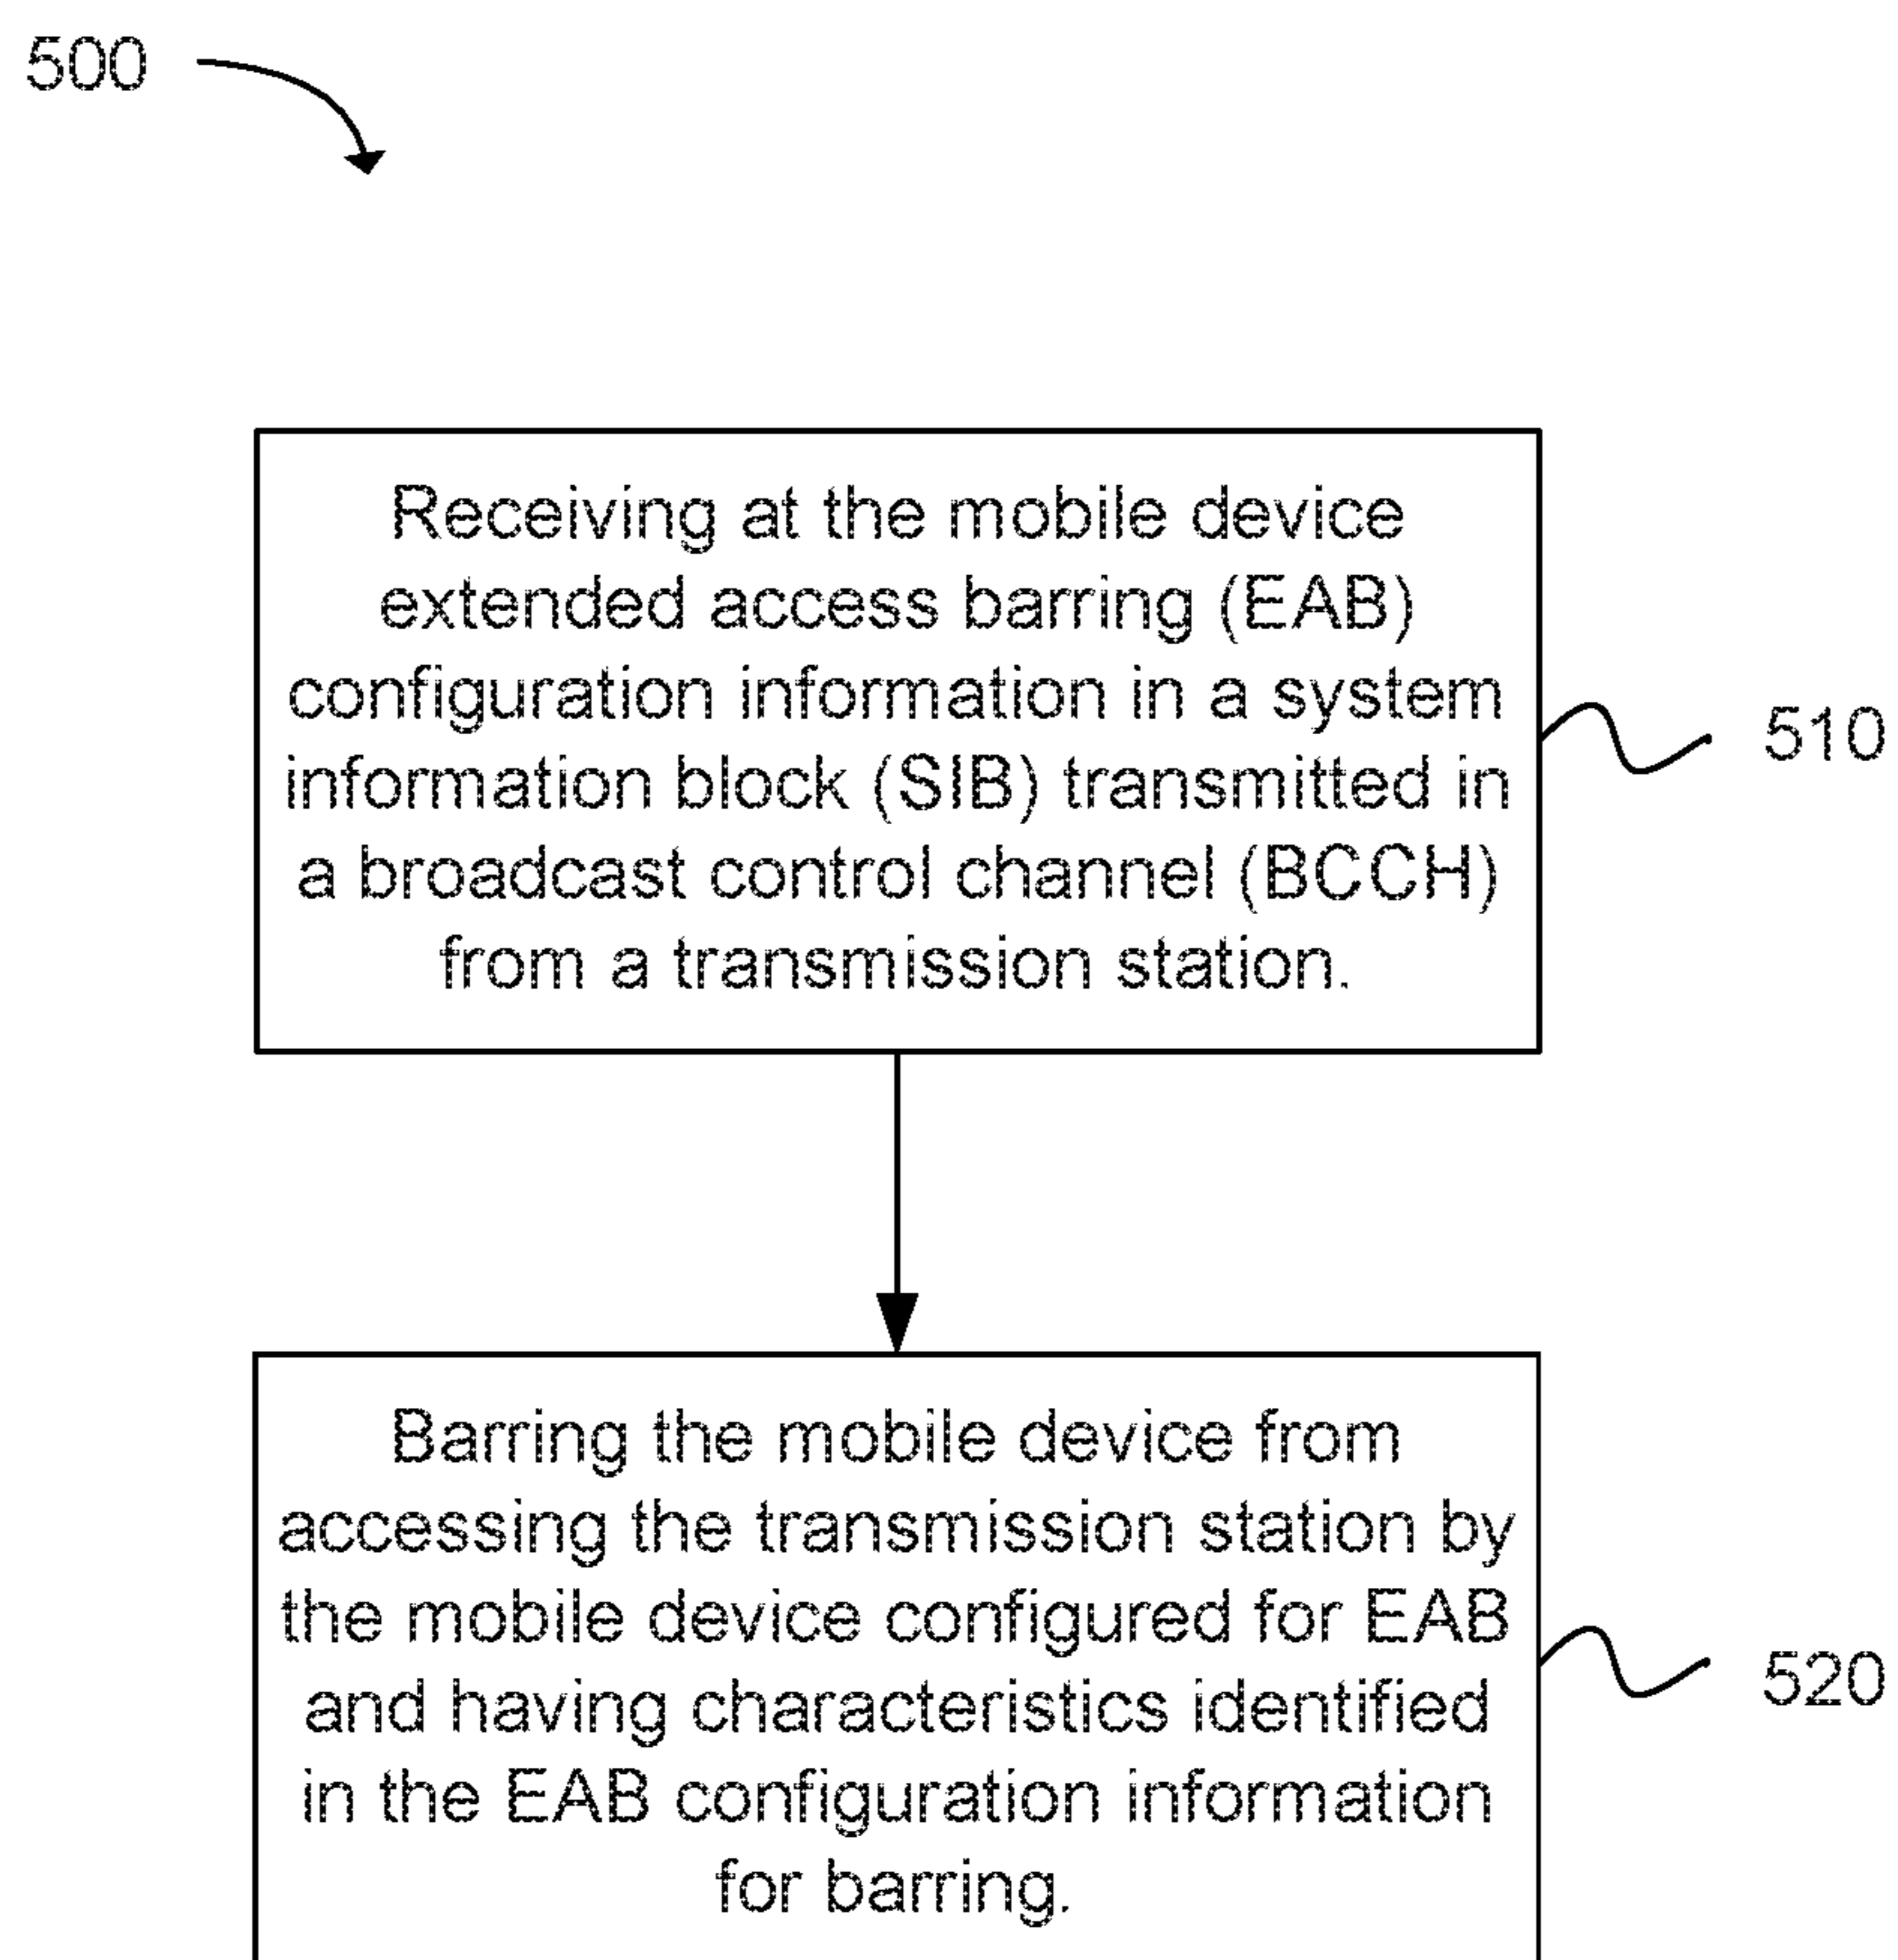 500
Receiving at the mobile device
extended access barring (EAB)
configuration information in a system
information block (SIB) transmitted in
a broadcast control channel (BCCH)
from a transmission station.
510
Barring the mobile device from
accessing the transmission station by
the mobile device configured for EAB
and having characteristics identified
in the EAB configuration information
for barring.
520